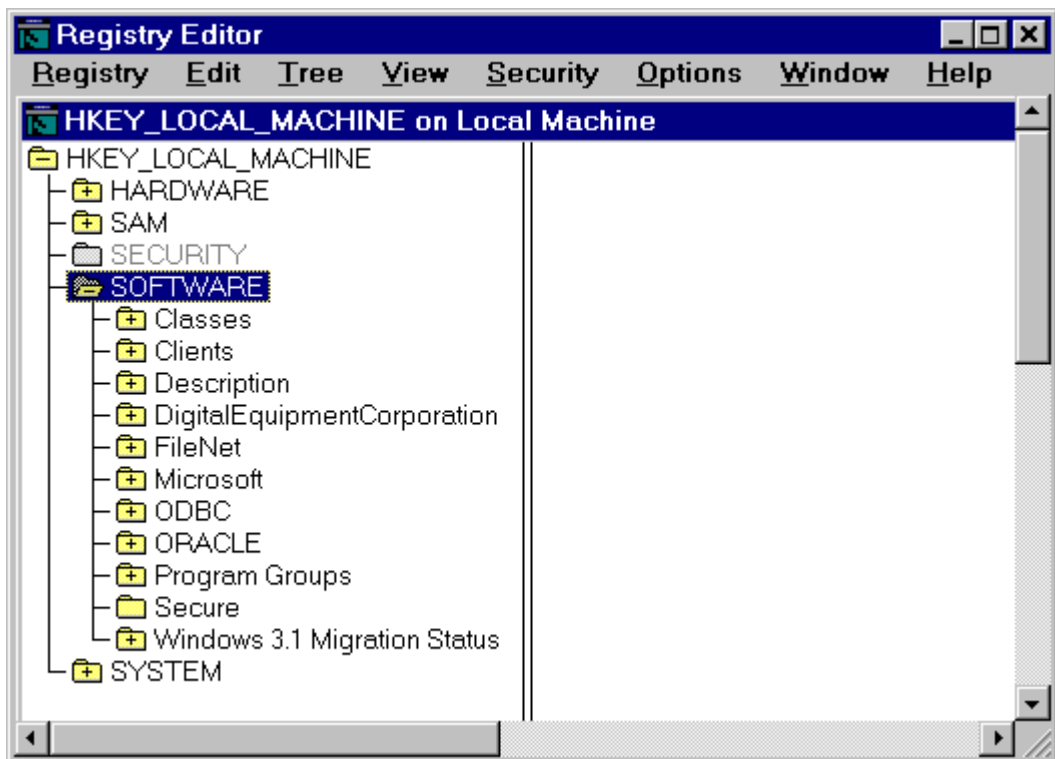 Registry Editor
Registry Edit Tree View Security Options Window Help
HKEY_LOCAL_MACHINE on Local Machine
HKEY_LOCAL_MACHINE
HARDWARE
SAM
SECURITY
SOFTWARE
Classes
Clients
Description
DigitalEquipmentCorporation
FileNet
Microsoft
ODBC
ORACLE
Program Groups
Secure
Windows 3.1 Migration Status
SYSTEM